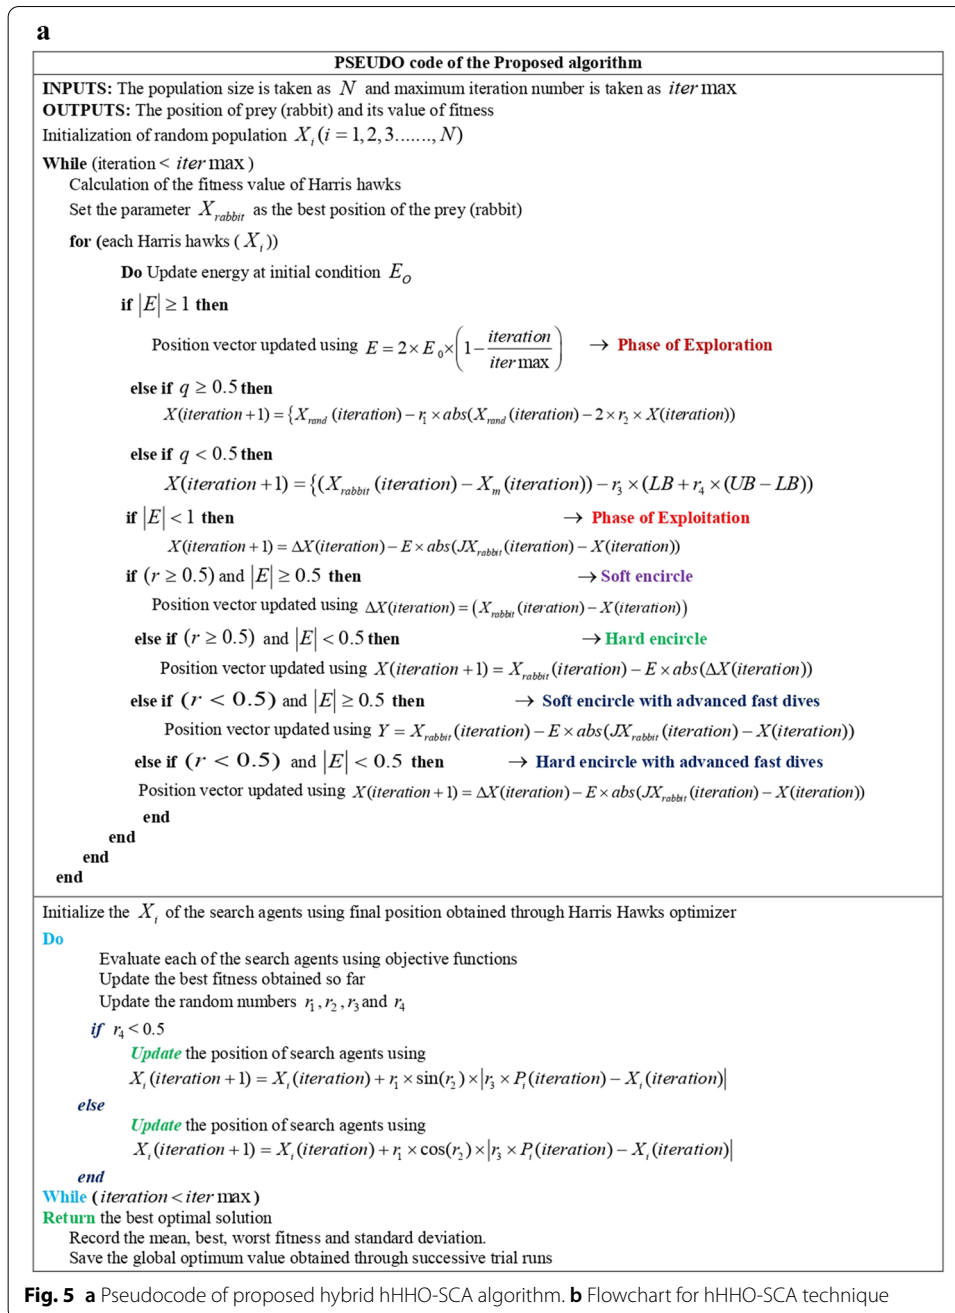 a
PSEUDO code of the Proposed algorithm
INPUTS: The population size is taken as N and maximum iteration number is taken as iter max
OUTPUTS: The position of prey (rabbit) and its value of fitness
Initialization of random population X_i (i = 1,2,3......., N)
While (iteration < iter max )
Calculation of the fitness value of Harris hawks
Set the parameter X_rabbit as the best position of the prey (rabbit)
for (each Harris hawks ( X_i ))
Do Update energy at initial condition E_O
if |E| ≥ 1 then
Position vector updated using E = 2 × E_0 × (1 − iteration / iter max) → Phase of Exploration
else if q ≥ 0.5 then
X(iteration + 1) = {X_rand (iteration) − r_1 × abs(X_rand (iteration) − 2 × r_2 × X(iteration))
else if q < 0.5 then
X(iteration + 1) = {(X_rabbit (iteration) − X_m (iteration)) − r_3 × (LB + r_4 × (UB − LB))
if |E| < 1 then → Phase of Exploitation
X(iteration + 1) = ΔX(iteration) − E × abs(JX_rabbit (iteration) − X(iteration))
if (r ≥ 0.5) and |E| ≥ 0.5 then → Soft encircle
Position vector updated using ΔX(iteration) = (X_rabbit (iteration) − X(iteration))
else if (r ≥ 0.5) and |E| < 0.5 then → Hard encircle
Position vector updated using X(iteration + 1) = X_rabbit (iteration) − E × abs(ΔX(iteration))
else if (r < 0.5) and |E| ≥ 0.5 then → Soft encircle with advanced fast dives
Position vector updated using Y = X_rabbit (iteration) − E × abs(JX_rabbit (iteration) − X(iteration))
else if (r < 0.5) and |E| < 0.5 then → Hard encircle with advanced fast dives
Position vector updated using X(iteration + 1) = ΔX(iteration) − E × abs(JX_rabbit (iteration) − X(iteration))
end
end
end
end
Initialize the X_i of the search agents using final position obtained through Harris Hawks optimizer
Do
Evaluate each of the search agents using objective functions
Update the best fitness obtained so far
Update the random numbers r_1 , r_2 , r_3 and r_4
if r_4 < 0.5
Update the position of search agents using
X_i (iteration + 1) = X_i (iteration) + r_1 × sin(r_2) × |r_3 × P_i (iteration) − X_i (iteration)|
else
Update the position of search agents using
X_i (iteration + 1) = X_i (iteration) + r_1 × cos(r_2) × |r_3 × P_i (iteration) − X_i (iteration)|
end
While (iteration < iter max )
Return the best optimal solution
Record the mean, best, worst fitness and standard deviation.
Save the global optimum value obtained through successive trial runs
Fig. 5 a Pseudocode of proposed hybrid hHHO-SCA algorithm. b Flowchart for hHHO-SCA technique